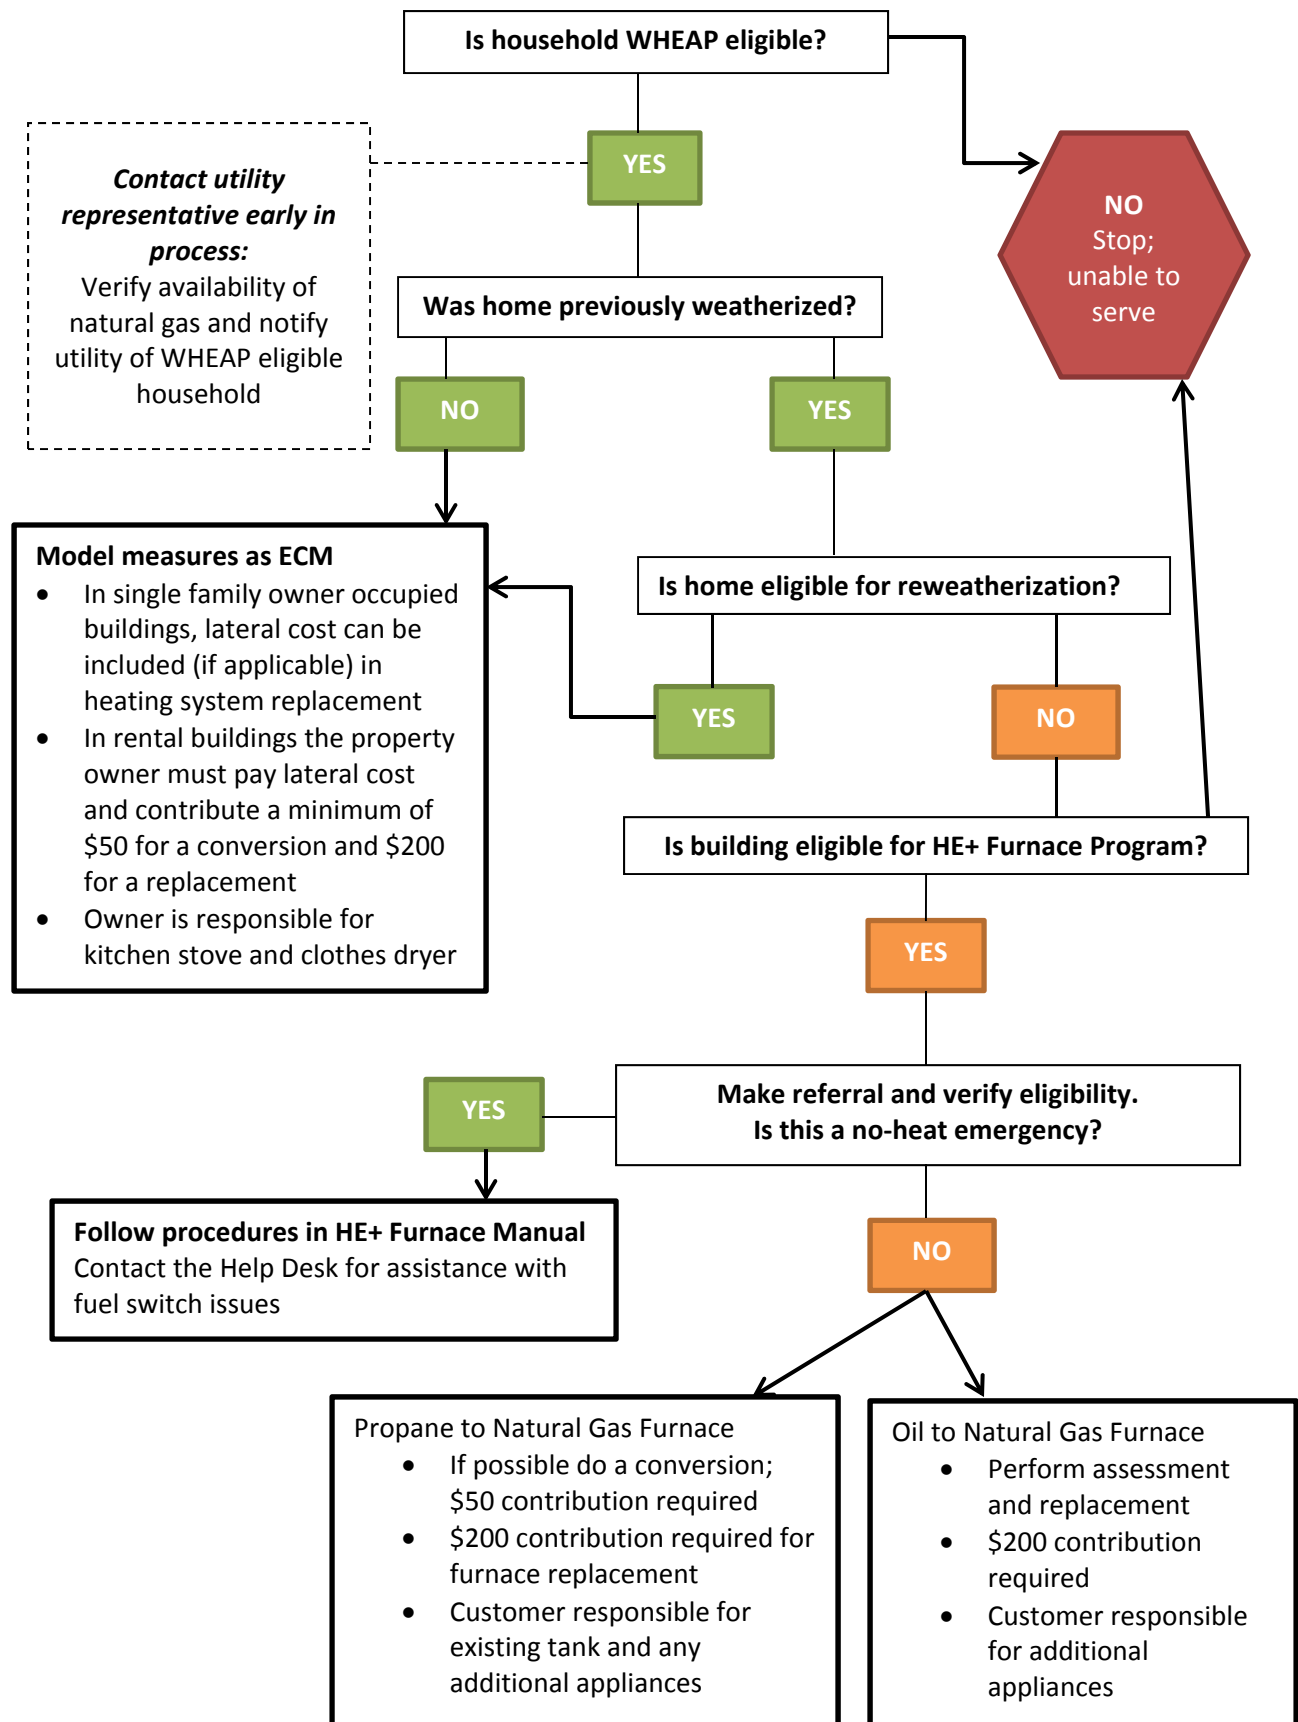 Is household WHEAP eligible?
YES
Contact utility
representative early in
process:
Verify availability of
natural gas and notify
utility of WHEAP eligible
household
NO
Stop;
unable to
serve
Was home previously weatherized?
NO
YES
Model measures as ECM
• In single family owner occupied
buildings, lateral cost can be
included (if applicable) in
heating system replacement
• In rental buildings the property
owner must pay lateral cost
and contribute a minimum of
$50 for a conversion and $200
for a replacement
• Owner is responsible for
kitchen stove and clothes dryer
Is home eligible for reweatherization?
YES
NO
Is building eligible for HE+ Furnace Program?
YES
Make referral and verify eligibility.
Is this a no-heat emergency?
YES
Follow procedures in HE+ Furnace Manual
Contact the Help Desk for assistance with
fuel switch issues
NO
Propane to Natural Gas Furnace
• If possible do a conversion;
$50 contribution required
• $200 contribution required for
furnace replacement
• Customer responsible for
existing tank and any
additional appliances
Oil to Natural Gas Furnace
• Perform assessment
and replacement
• $200 contribution
required
• Customer responsible
for additional
appliances